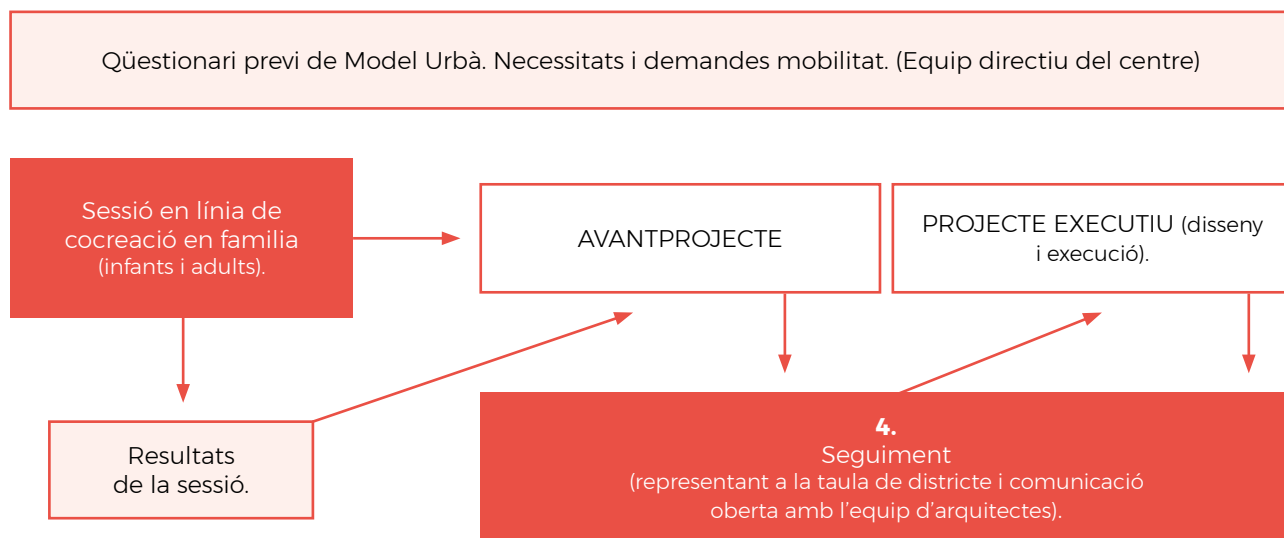 Qüestionari previ de Model Urbà. Necessitats i demandes mobilitat. (Equip directiu del centre)
Sessió en línia de
cocreació en familia
(infants i adults).
AVANTPROJECTE
PROJECTE EXECUTIU (disseny
i execució).
Resultats
de la sessió.
4.
Seguiment
(representant a la taula de districte i comunicació
oberta amb l'equip d'arquitectes).